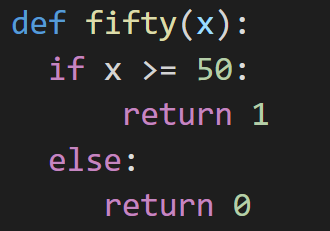 def fifty(x):
  if x >= 50:
      return 1
  else:
     return 0